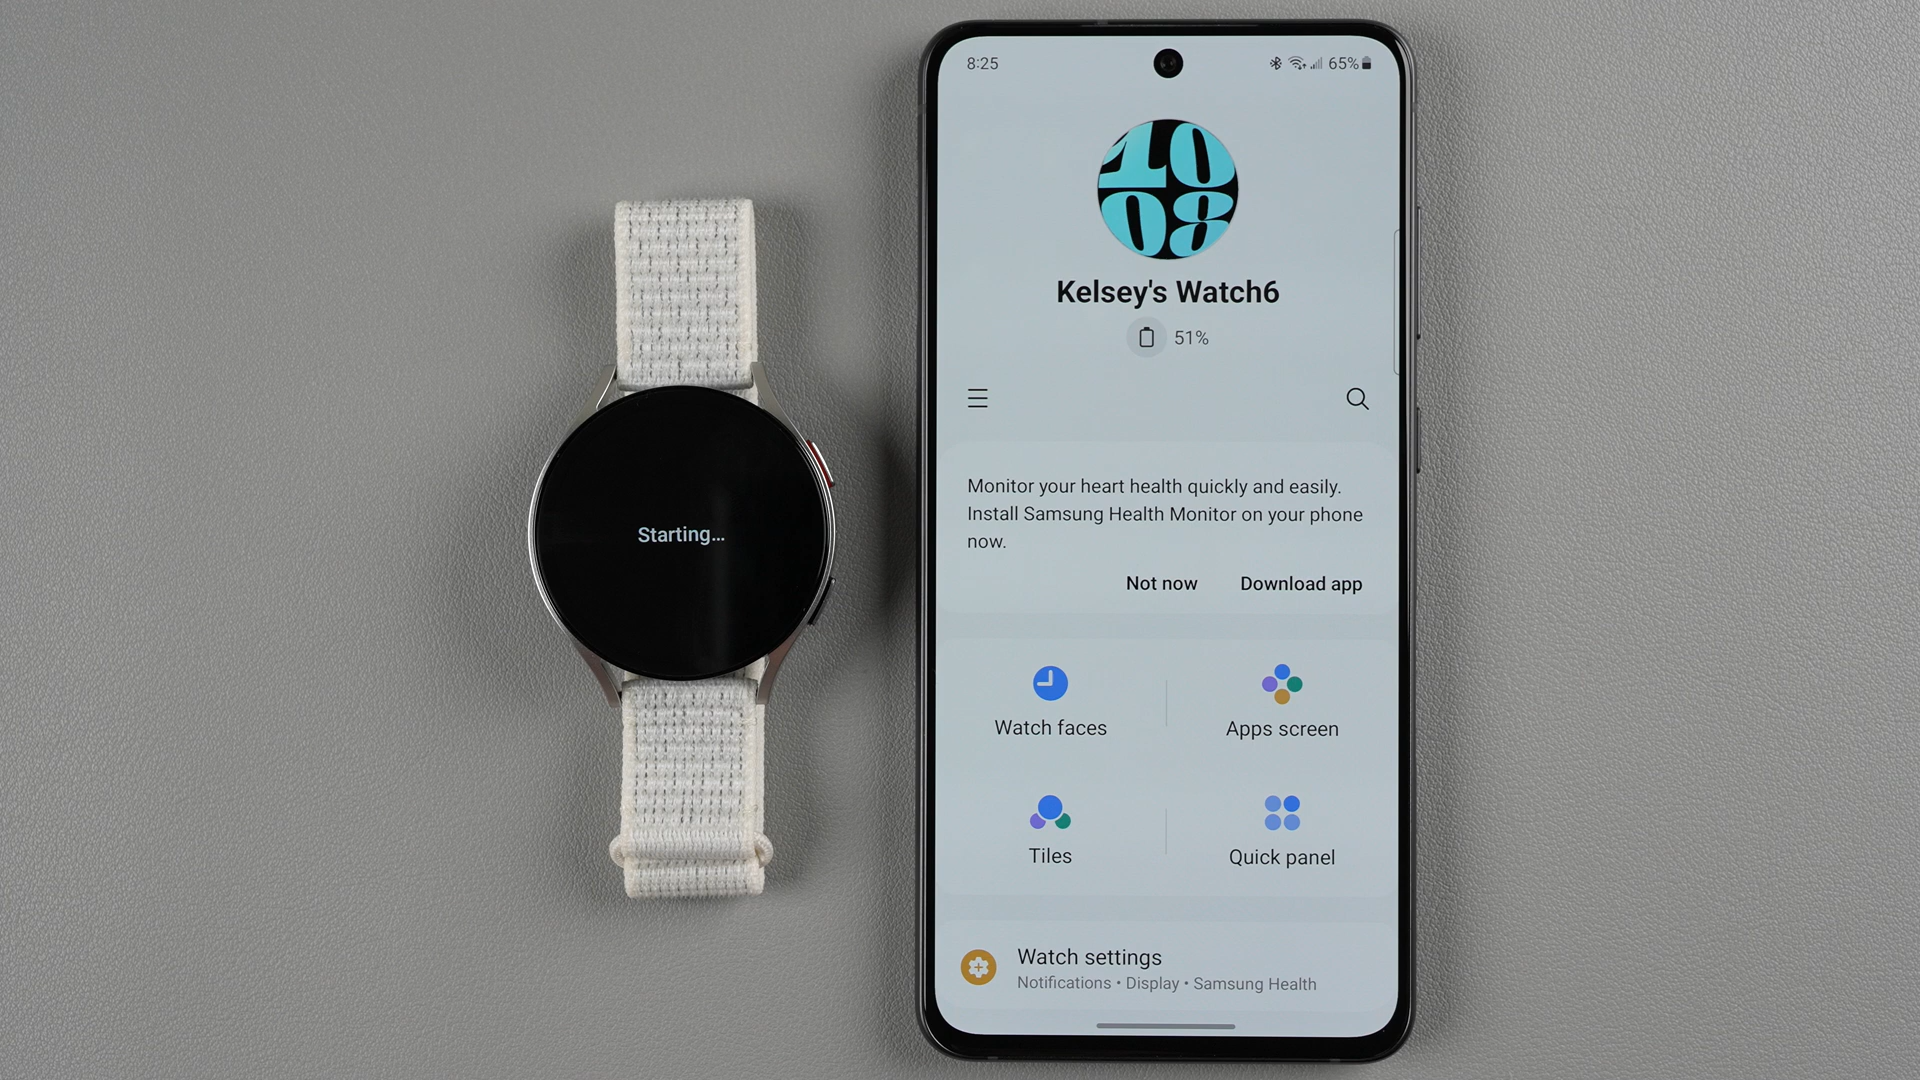 Starting...
8:25
65%
10
08
Kelsey's Watch6
51%
Monitor your heart health quickly and easily.
Install Samsung Health Monitor on your phone
now.
Not now
Download app
Watch faces
Apps screen
Tiles
Quick panel
Watch settings
Notifications • Display • Samsung Health